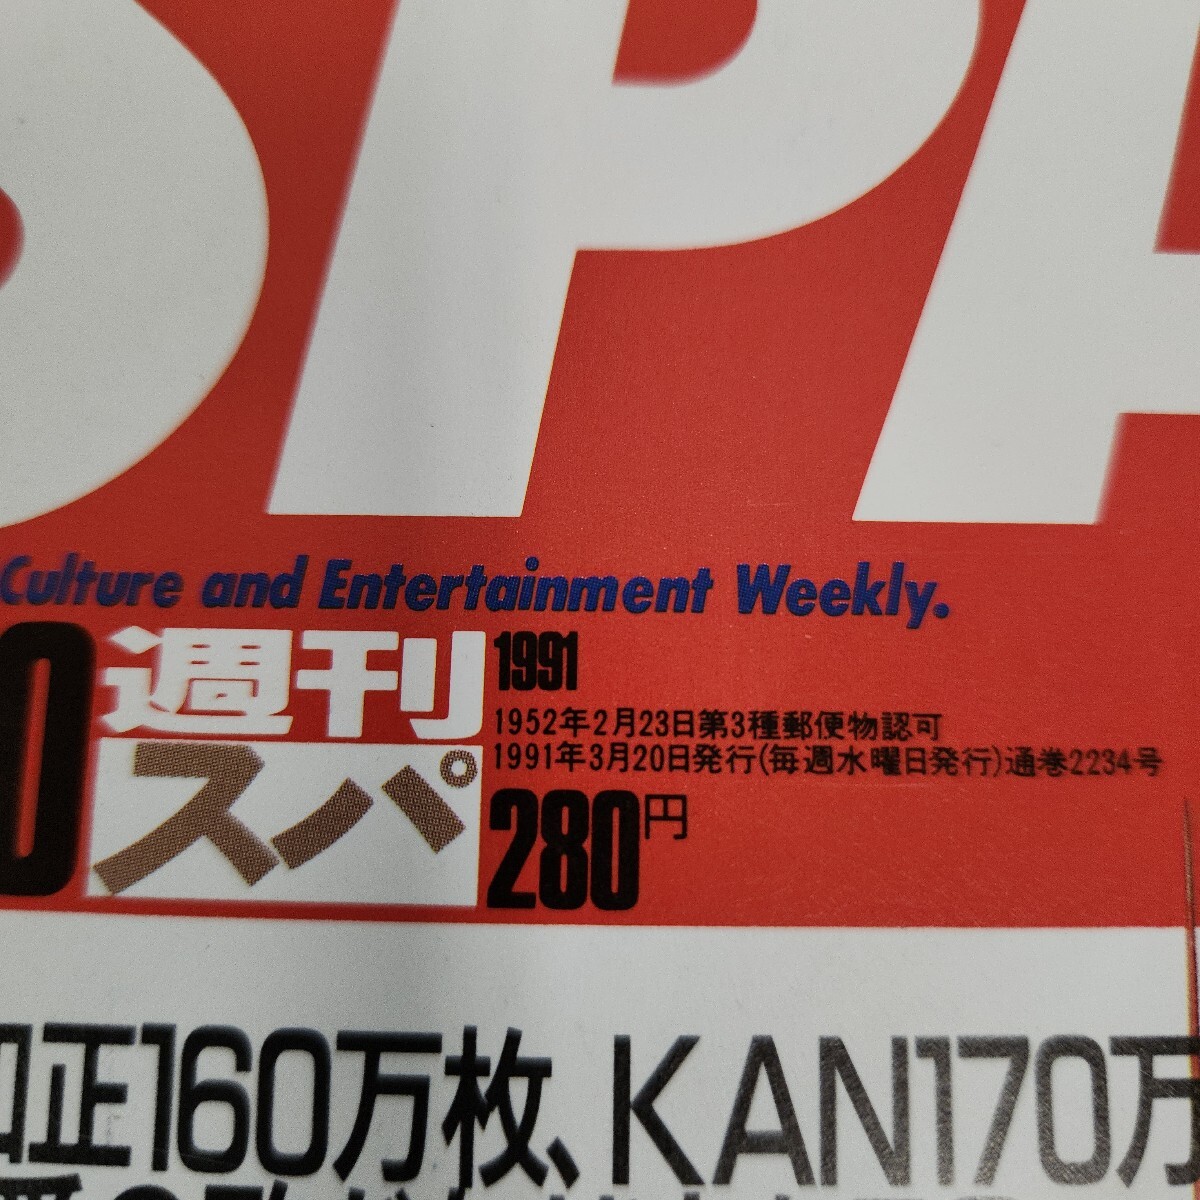 SPA
Culture and Entertainment Weekly.
0 週刊 スパ
1991
1952年2月23日第3種郵便物認可
1991年3月20日発行(毎週水曜日発行)通巻2234号
280円
和正160万枚、KAN170万